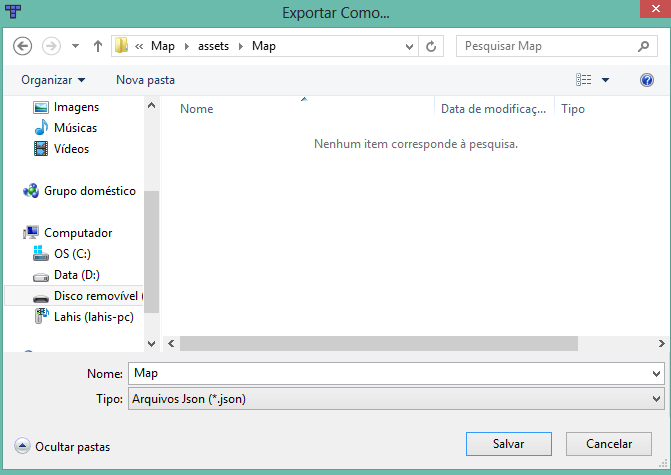 Exportar Como...
« Map assets Map
Pesquisar Map
Organizar Nova pasta
Imagens
Músicas
Vídeos
Grupo doméstico
Computador
OS (C:)
Data (D:)
Disco removível (
Lahis (lahis-pc)
Nome Data de modificaç... Tipo
Nenhum item corresponde à pesquisa.
Nome: Map
Tipo: Arquivos Json (*.json)
Ocultar pastas Salvar Cancelar